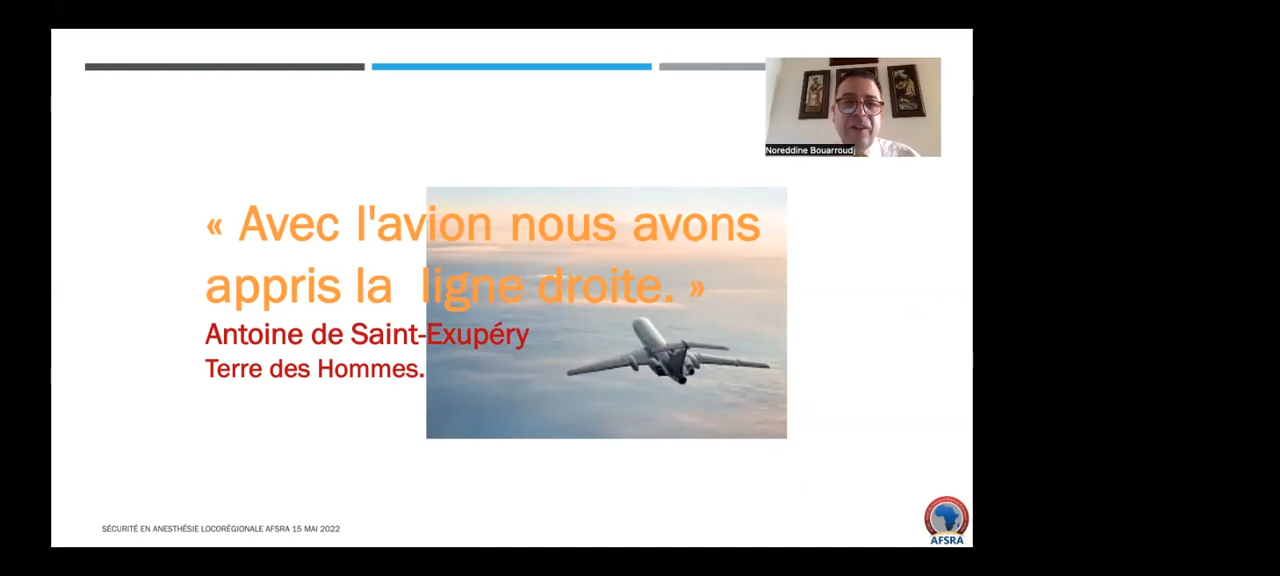 Noreddine Bouarroudj
« Avec l'avion nous avons
appris la ligne droite. »
Antoine de Saint-Exupéry
Terre des Hommes.
SÉCURITÉ EN ANESTHÉSIE LOCORÉGIONALE AFSRA 15 MAI 2022
AFSRA